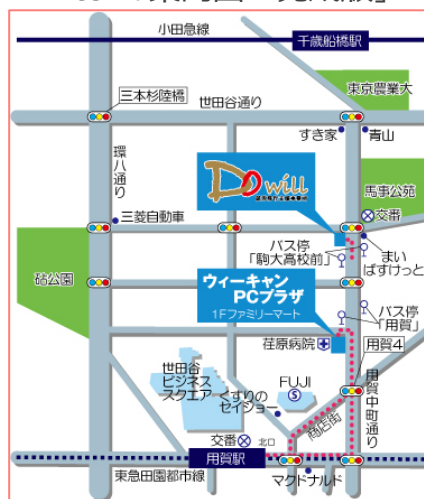 小田急線
千歳船橋駅
東京農業大
三本杉陸橋
世田谷通り
すき家
青山
環八通り
DO will
馬事公苑
交番
三菱自動車
バス停
「駒大高校前」
まい
ばすけっと
砧公園
ウィーキャン
PCプラザ
1Fファミリーマート
バス停
「用賀」
荏原病院
用賀4
世田谷
ビジネス
スクエア
FUJI
S
くすりの
セイジョー
用賀中町通り
商店街
交番
北口
用賀駅
東急田園都市線
マクドナルド